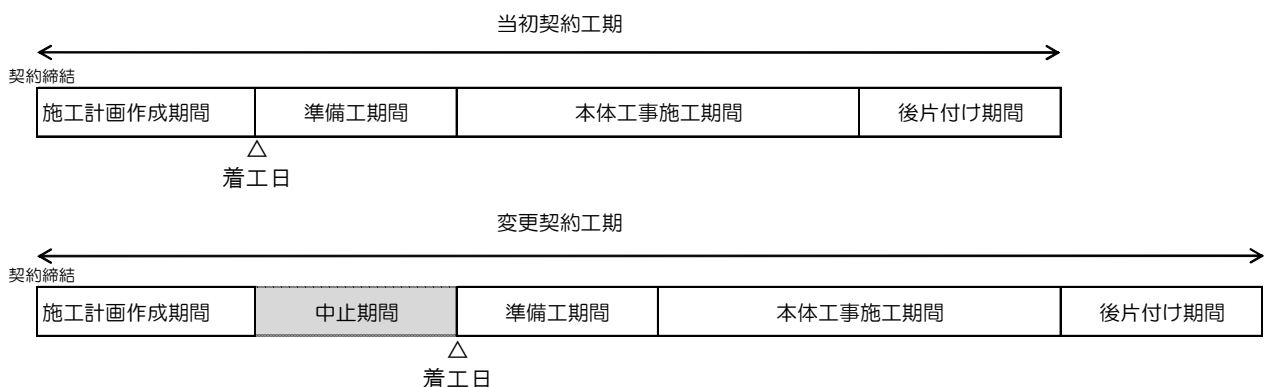 当初契約工期
契約締結
施工計画作成期間 準備工期間 本体工事施工期間 後片付け期間
△
着工日
変更契約工期
契約締結
施工計画作成期間 中止期間 準備工期間 本体工事施工期間 後片付け期間
△
着工日